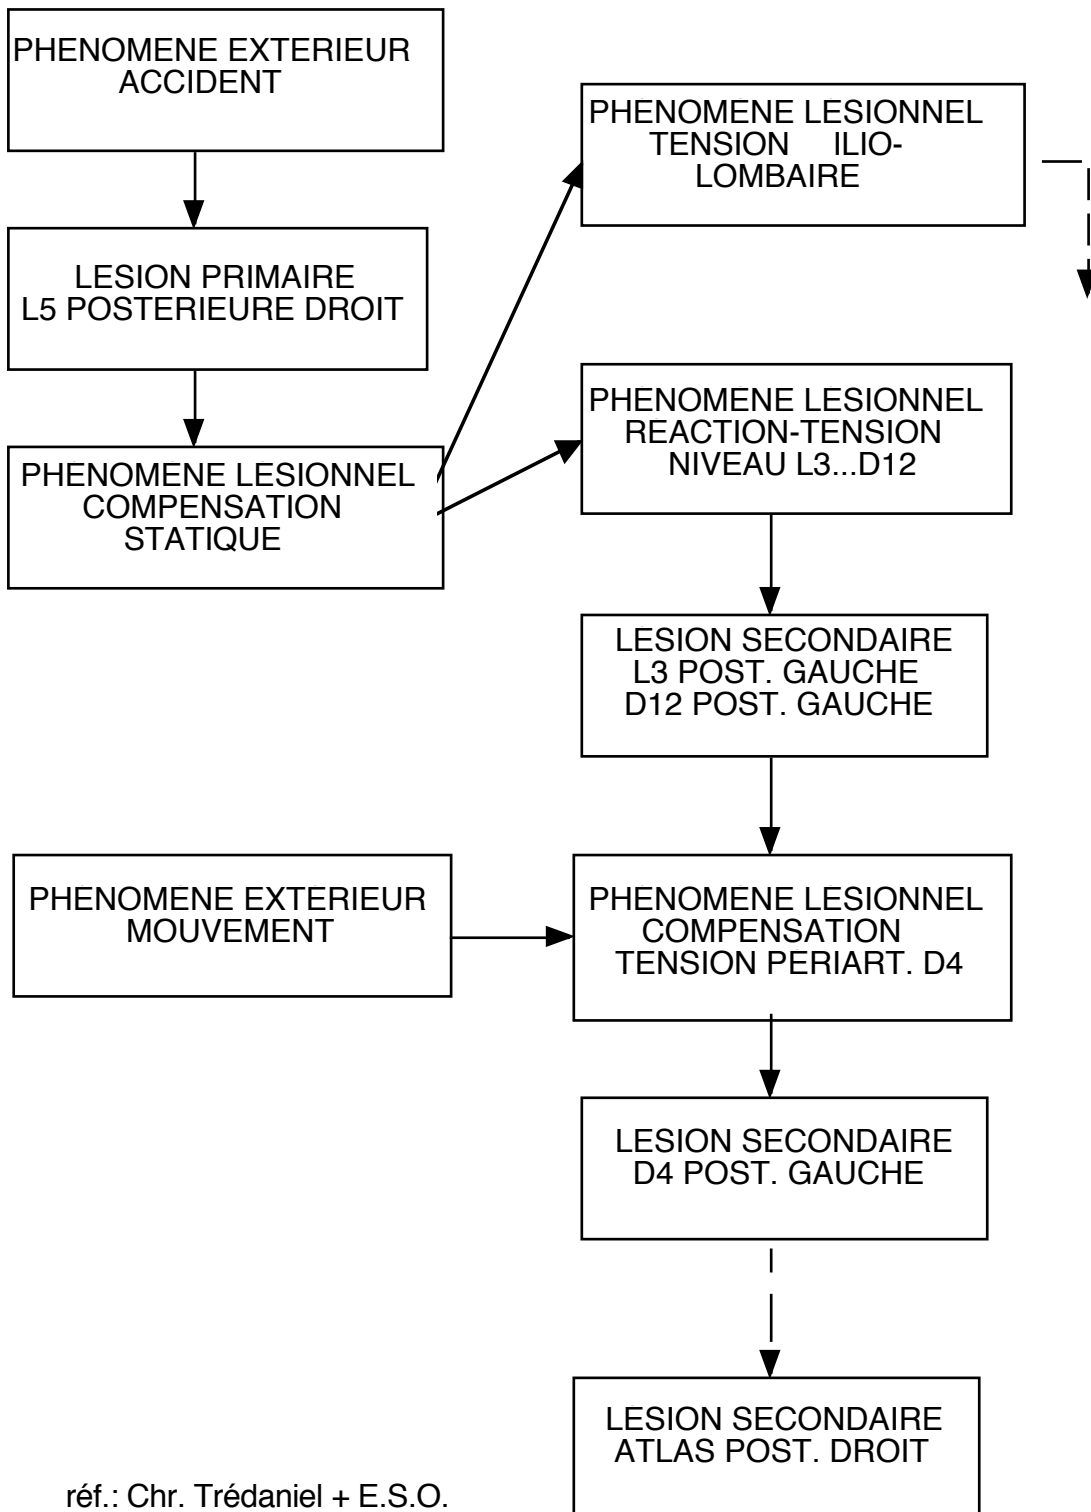 PHENOMENE EXTERIEUR
ACCIDENT
LESION PRIMAIRE
L5 POSTERIEURE DROIT
PHENOMENE LESIONNEL
COMPENSATION
STATIQUE
PHENOMENE LESIONNEL
TENSION ILIO-
LOMBAIRE
PHENOMENE LESIONNEL
REACTION-TENSION
NIVEAU L3...D12
LESION SECONDAIRE
L3 POST. GAUCHE
D12 POST. GAUCHE
PHENOMENE EXTERIEUR
MOUVEMENT
PHENOMENE LESIONNEL
COMPENSATION
TENSION PERIART. D4
LESION SECONDAIRE
D4 POST. GAUCHE
LESION SECONDAIRE
ATLAS POST. DROIT
réf.: Chr. Trédaniel + E.S.O.